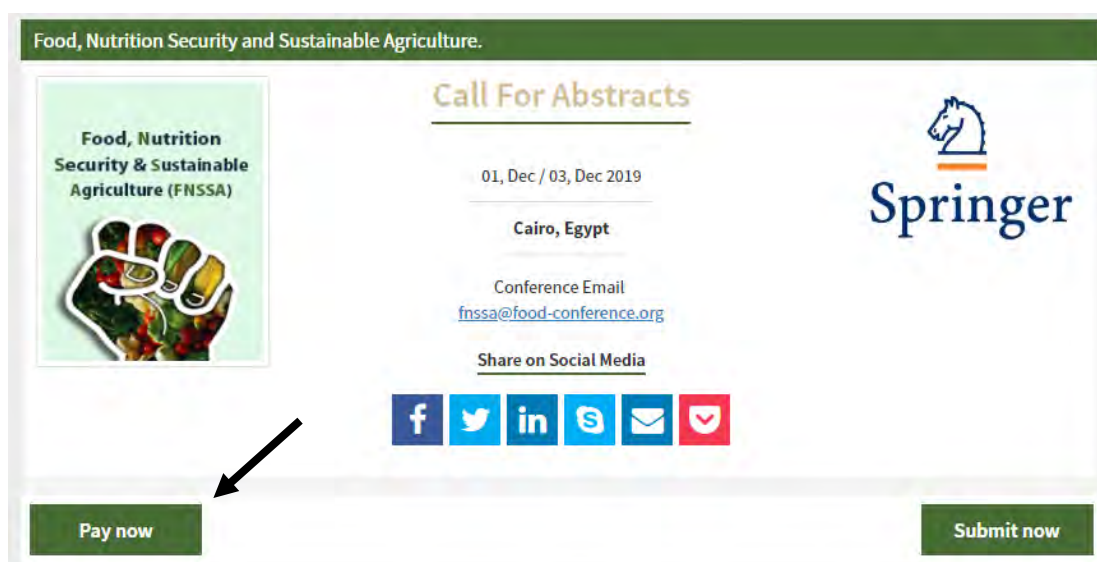 Food, Nutrition Security and Sustainable Agriculture.
Food, Nutrition
Security & Sustainable
Agriculture (FNSSA)
Call For Abstracts
01, Dec / 03, Dec 2019
Cairo, Egypt
Conference Email
fnssa@food-conference.org
Share on Social Media
f
in
S
Springer
Pay now
Submit now